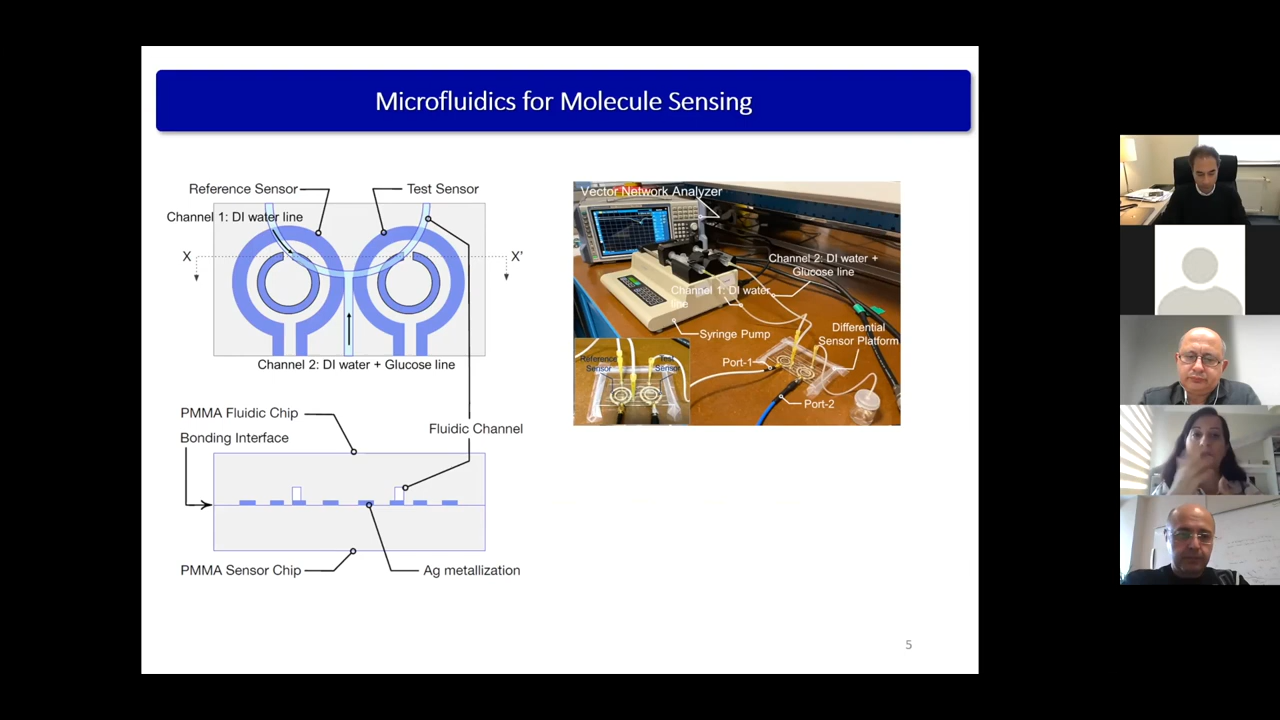 Microfluidics for Molecule Sensing
Reference Sensor
Test Sensor
Channel 1: DI water line
X
X'
Channel 2: DI water + Glucose line
PMMA Fluidic Chip
Bonding Interface
Fluidic Channel
PMMA Sensor Chip
Ag metallization
Vector Network Analyzer
Channel 2: DI water +
Glucose line
Channel 1: DI water
line
Syringe Pump
Differential
Sensor Platform
Port-1
Port-2
Reference
Sensor
Test
Sensor
5